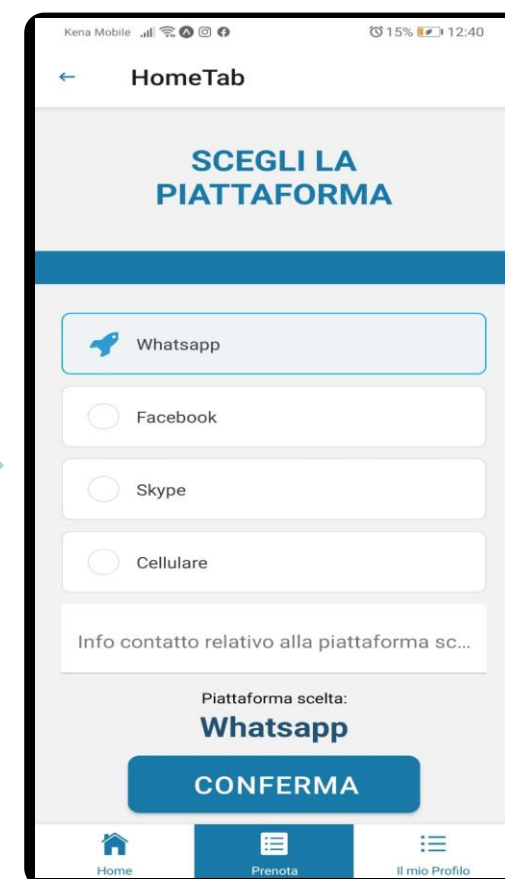 Kena Mobile 15% 12:40
HomeTab
SCEGLI LA
PIATTAFORMA
Whatsapp
Facebook
Skype
Cellulare
Info contatto relativo alla piattaforma sc...
Piattaforma scelta:
Whatsapp
CONFERMA
Home Prenota Il mio Profilo